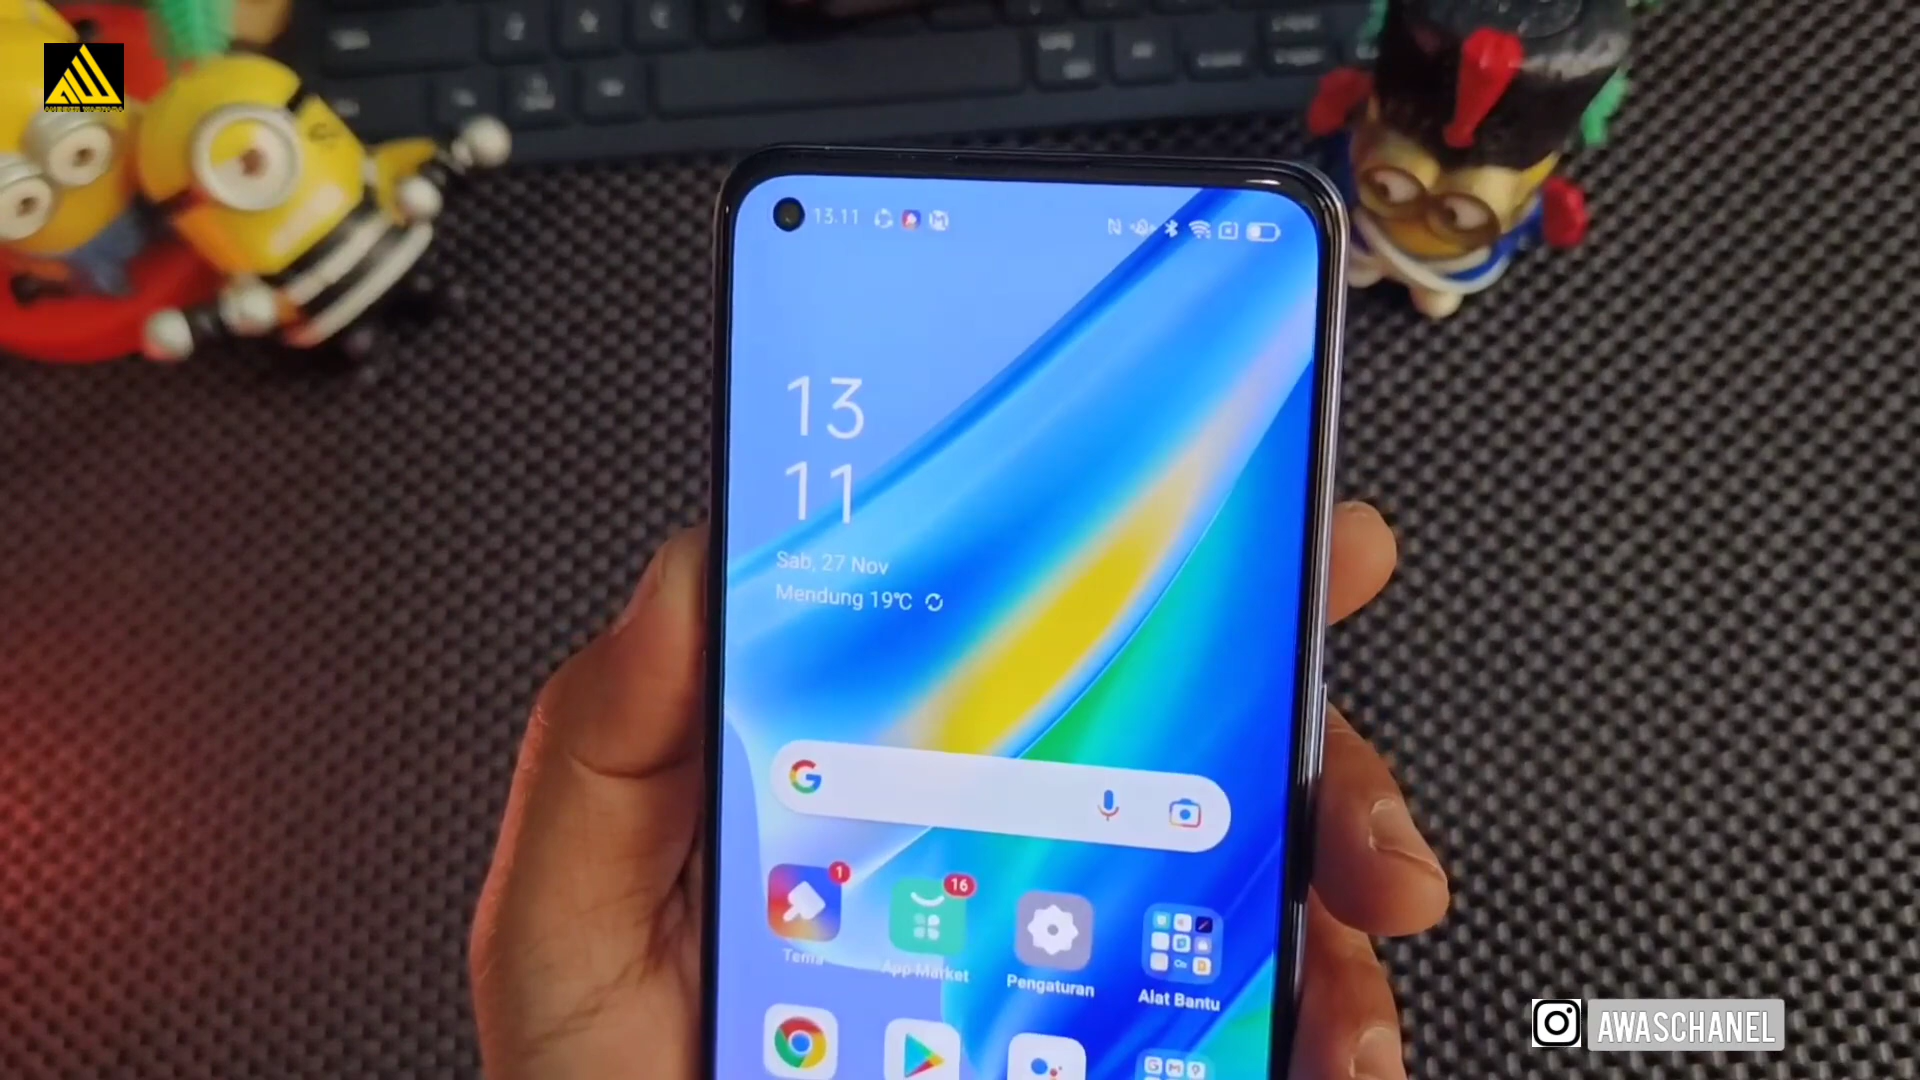 13.11
13
11
Sab, 27 Nov
Mendung 19°C
1
16
Tema
App Market
Pengaturan
Alat Bantu
AWASCHANEL